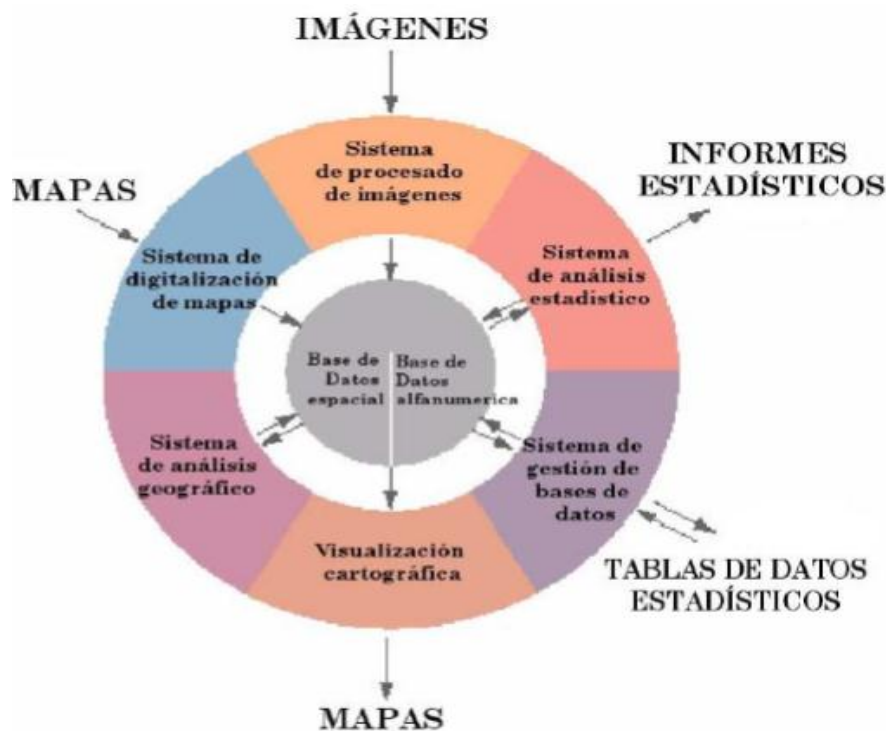 IMÁGENES
Sistema
de procesado
de imágenes
MAPAS
INFORMES
ESTADÍSTICOS
Sistema de
digitalización
de mapas
Sistema
de análisis
estadístico
Base de
Datos
espacial
Base de
Datos
alfanumerica
Sistema
de análisis
geográfico
Sistema de
gestión de
bases de
datos
Visualización
cartográfica
TABLAS DE DATOS
ESTADÍSTICOS
MAPAS